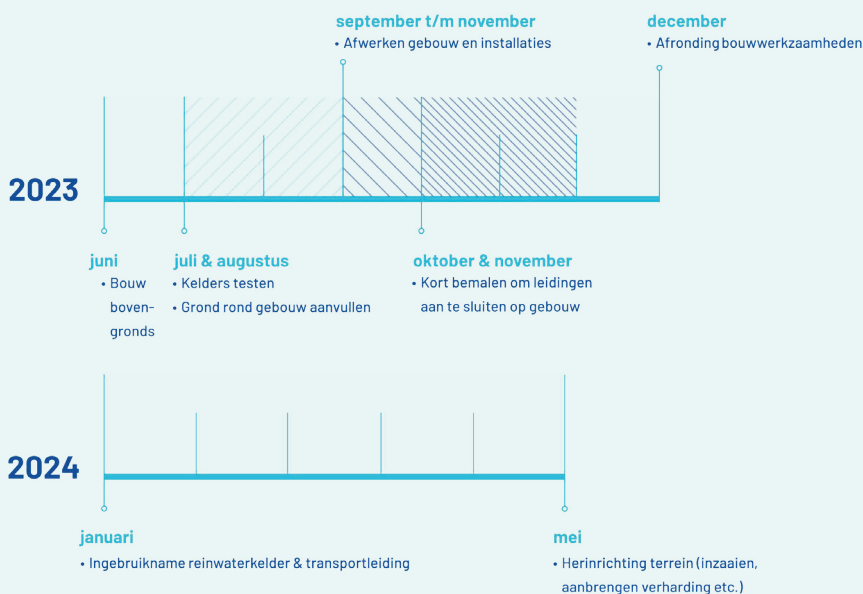 september t/m november
• Afwerken gebouw en installaties
december
• Afronding bouwwerkzaamheden
2023
juni
• Bouw
boven-
gronds
juli & augustus
• Kelders testen
• Grond rond gebouw aanvullen
oktober & november
• Kort bemalen om leidingen
aan te sluiten op gebouw
2024
januari
• Ingebruikname reinwaterkelder & transportleiding
mei
• Herinrichting terrein (inzaaien,
aanbrengen verharding etc.)